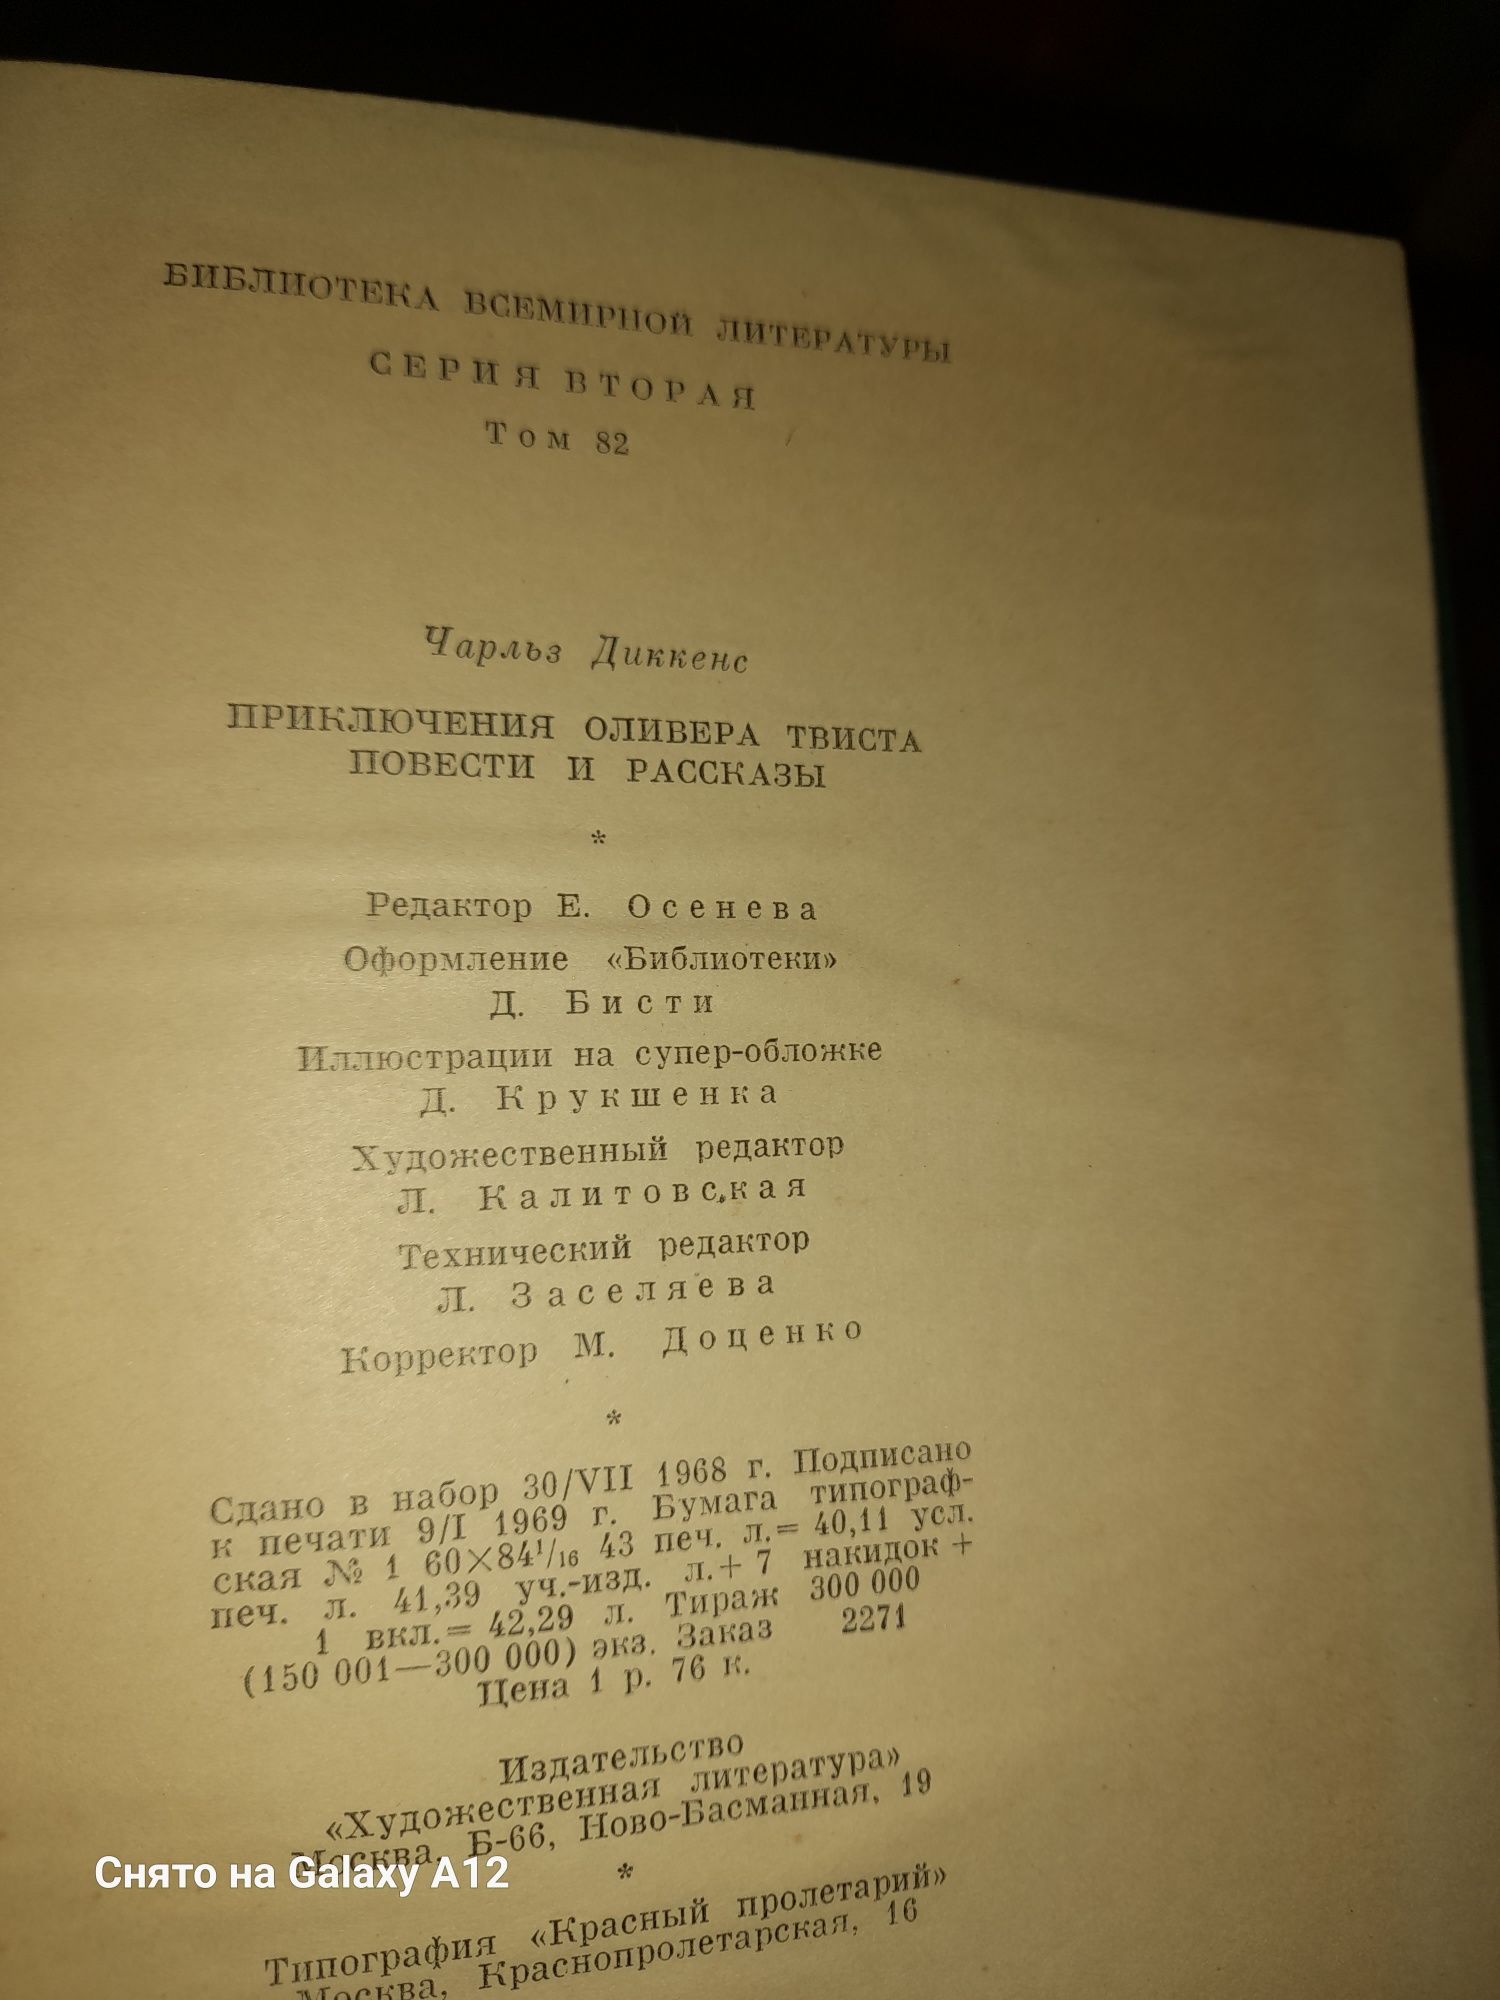 БИБЛИОТЕКА ВСЕМИРНОЙ ЛИТЕРАТУРЫ
СЕРИЯ ВТОРАЯ
Том 82
Чарльз Диккенс
ПРИКЛЮЧЕНИЯ ОЛИВЕРА ТВИСТА
ПОВЕСТИ И РАССКАЗЫ
*
Редактор Е. Осенева
Оформление «Библиотеки»
Д. Бисти
Иллюстрации на супер-обложке
Д. Крукшенка
Художественный редактор
Л. Калитовская
Технический редактор
Л. Заселяева
Корректор М. Доценко
*
Сдано в набор 30/VII 1968 г. Подписано
к печати 9/I 1969 г. Бумага типограф-
ская № 1 60×84 1/16 43 печ. л.= 40,11 усл.
печ. л. 41,39 уч.-изд. л.+ 7 накидок +
1 вкл.= 42,29 л. Тираж 300 000
(150 001—300 000) экз. Заказ 2271
Цена 1 р. 76 к.
Издательство
«Художественная литература»
Москва, Б-66, Ново-Басманная, 19
*
Типография «Красный пролетарий»
Москва, Краснопролетарская, 16
Снято на Galaxy A12